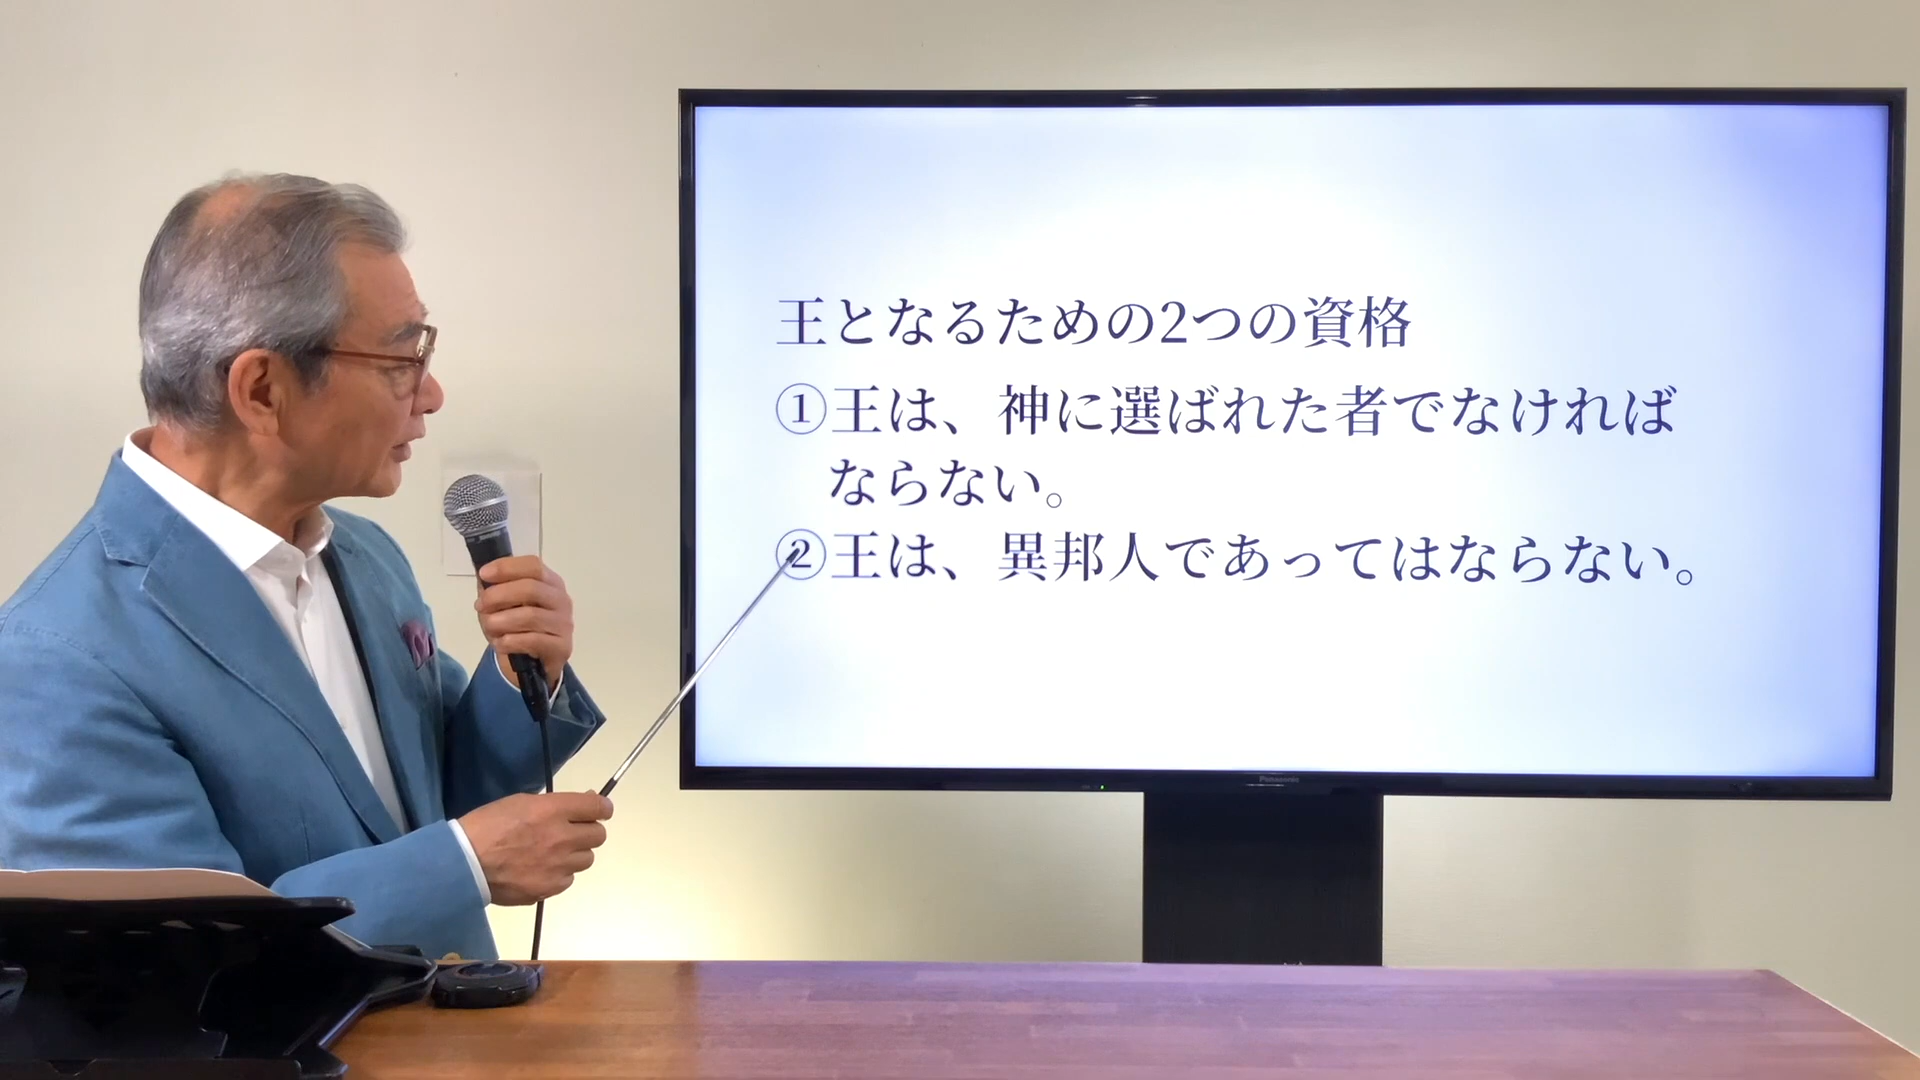 王となるための2つの資格
①王は、神に選ばれた者でなければ
ならない。
②王は、異邦人であってはならない。
Panasonic